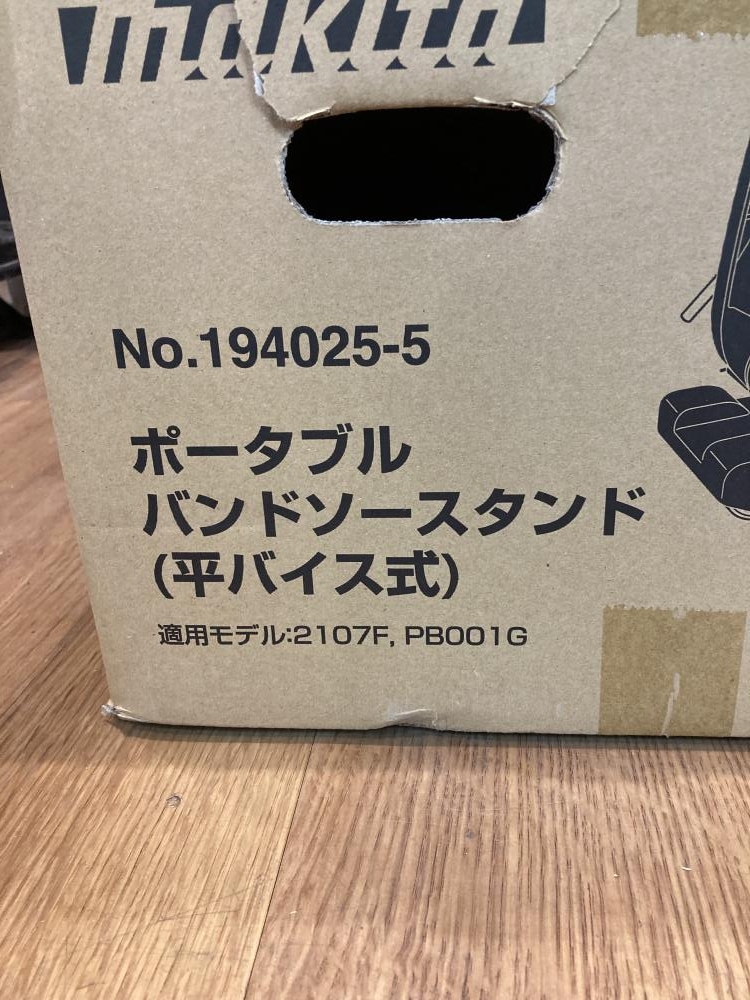 makita
No.194025-5
ポータブル
バンドソースタンド
(平バイス式)
適用モデル:2107F, PB001G